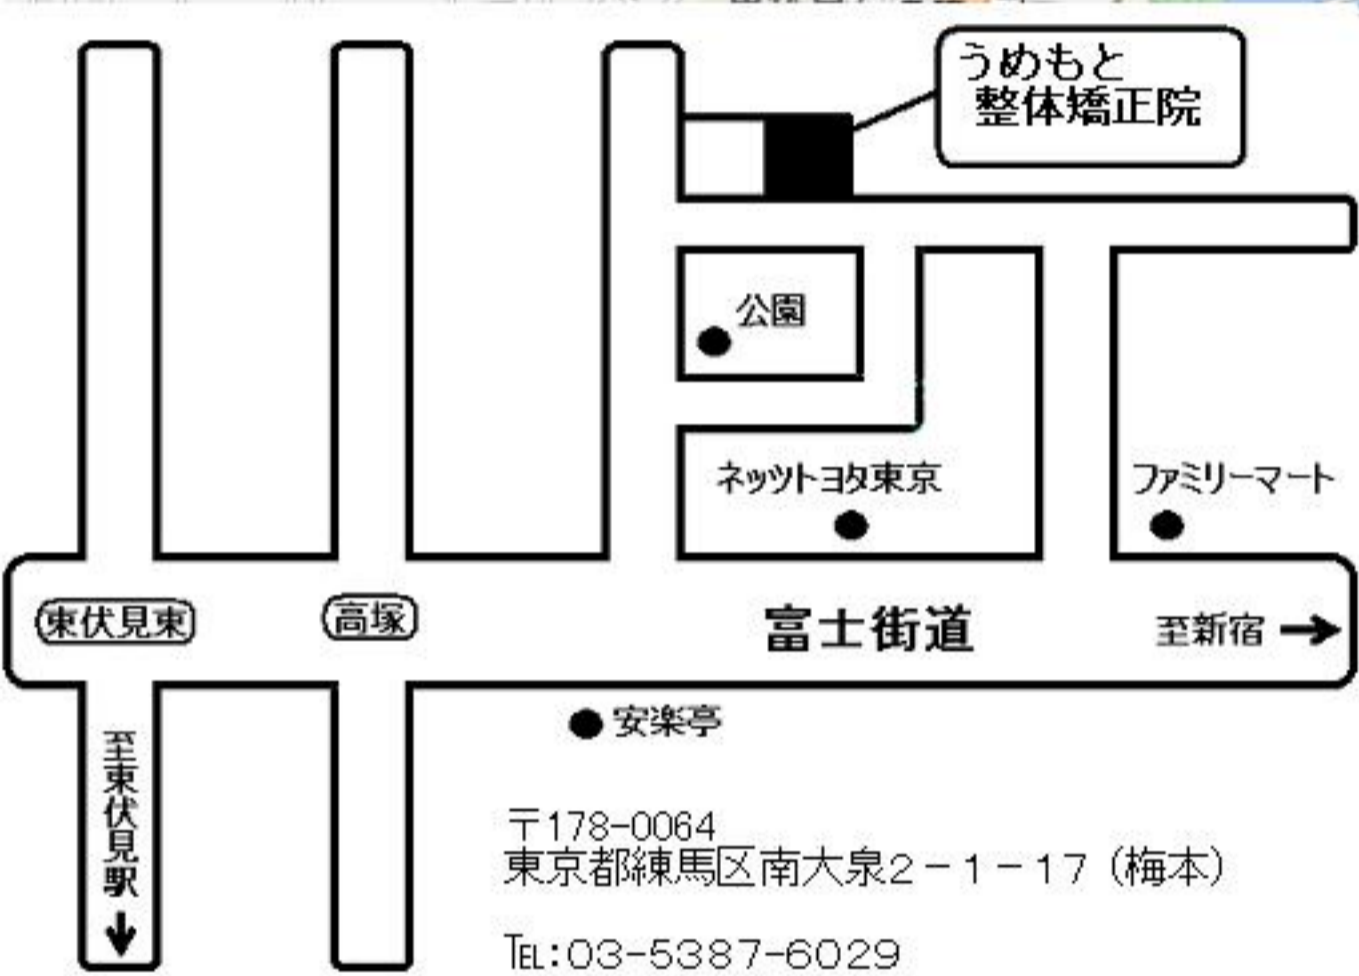 うめもと
整体矯正院
公園
ネッツトヨタ東京
ファミリーマート
東伏見東
高塚
富士街道
至新宿 →
安楽亭
至東伏見駅
↓
〒178-0064
東京都練馬区南大泉2-1-17（梅本）
℡:03-5387-6029